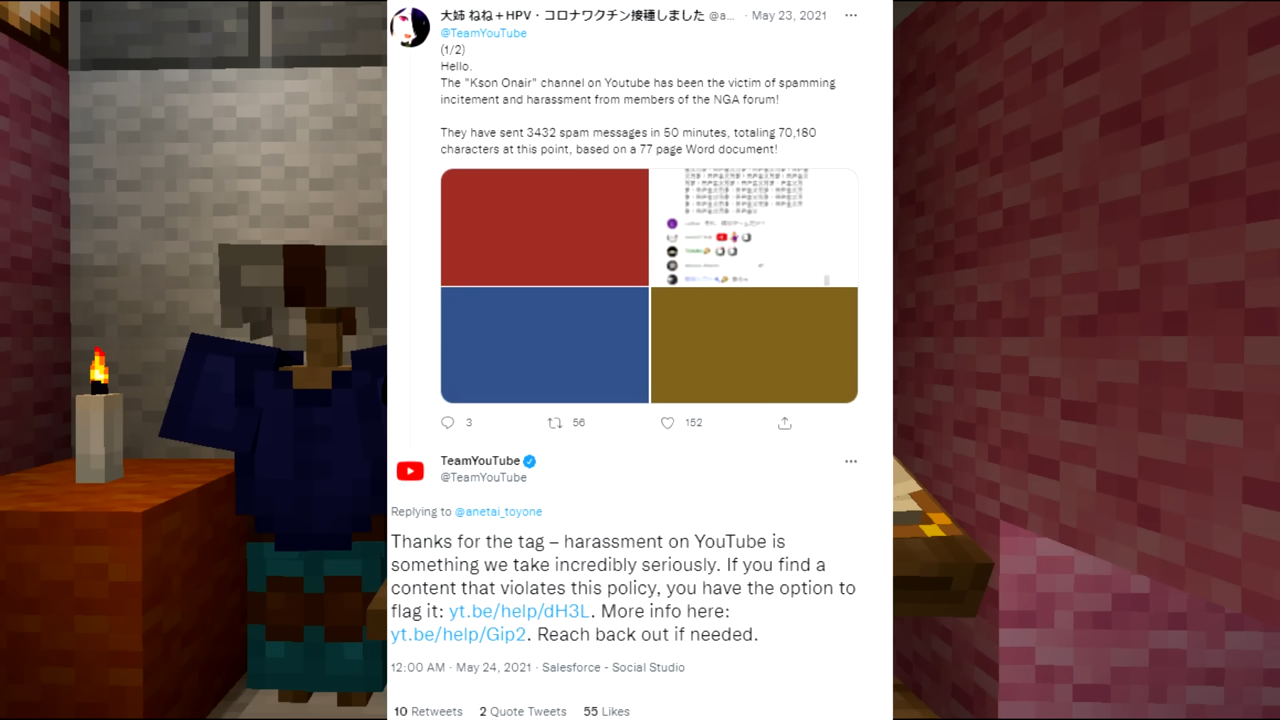 大姉 ねね+HPV・コロナワクチン接種しました @a... · May 23, 2021
@TeamYouTube
(1/2)
Hello.
The "Kson Onair" channel on Youtube has been the victim of spamming
incitement and harassment from members of the NGA forum!
They have sent 3432 spam messages in 50 minutes, totaling 70,180
characters at this point, based on a 77 page Word document!
3 56 152
TeamYouTube
@TeamYouTube
Replying to @anetai_toyone
Thanks for the tag – harassment on YouTube is
something we take incredibly seriously. If you find a
content that violates this policy, you have the option to
flag it: yt.be/help/dH3L. More info here:
yt.be/help/Gip2. Reach back out if needed.
12:00 AM · May 24, 2021 · Salesforce - Social Studio
10 Retweets 2 Quote Tweets 55 Likes